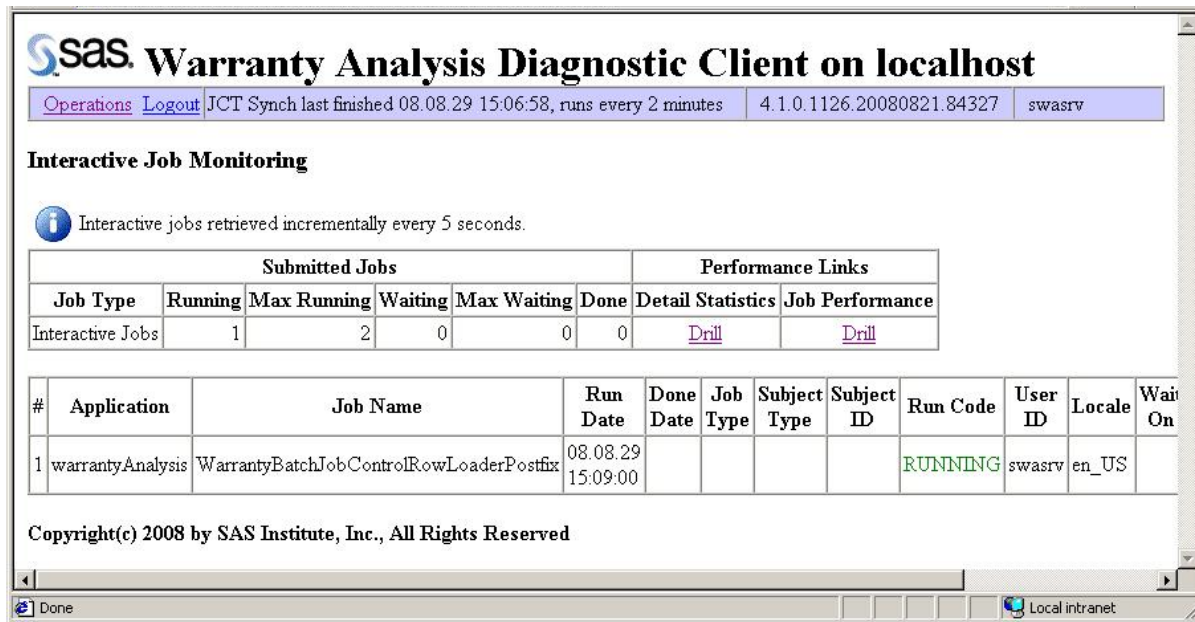 sas. Warranty Analysis Diagnostic Client on localhost
Operations Logout JCT Synch last finished 08.08.29 15:06:58, runs every 2 minutes 4.1.0.1126.20080821.84327 swasrv
Interactive Job Monitoring
Interactive jobs retrieved incrementally every 5 seconds.
Submitted Jobs Performance Links
Job Type Running Max Running Waiting Max Waiting Done Detail Statistics Job Performance
Interactive Jobs 1 2 0 0 0 Drill Drill
# Application Job Name Run Date Done Date Job Type Subject Type Subject ID Run Code User ID Locale Wait On
1 warrantyAnalysis WarrantyBatchJobControlRowLoaderPostfix 08.08.29 15:09:00 RUNNING swasrv en_US
Copyright(c) 2008 by SAS Institute, Inc., All Rights Reserved
Done Local intranet